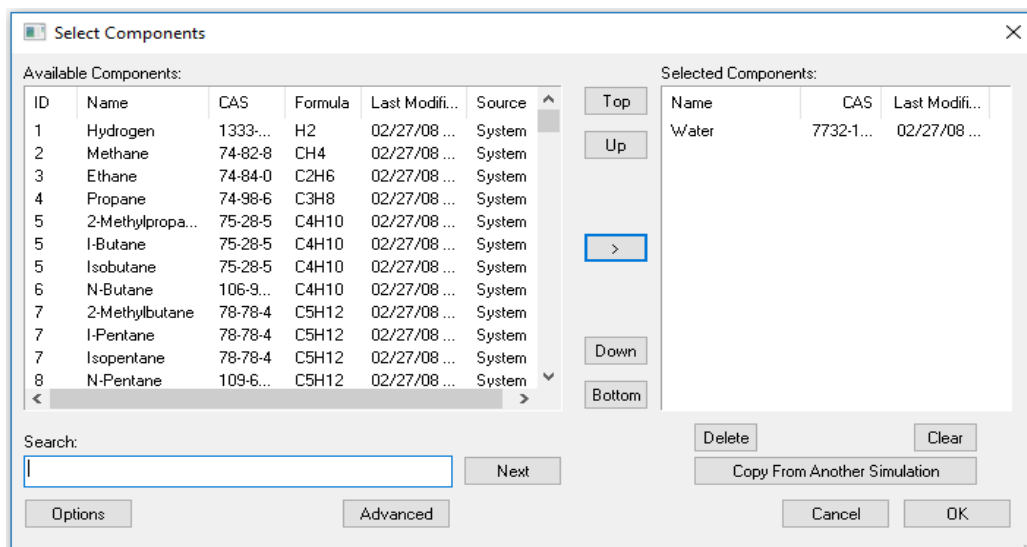 Select Components
Available Components:
ID Name CAS Formula Last Modifi... Source
1 Hydrogen 1333-... H2 02/27/08 ... System
2 Methane 74-82-8 CH4 02/27/08 ... System
3 Ethane 74-84-0 C2H6 02/27/08 ... System
4 Propane 74-98-6 C3H8 02/27/08 ... System
5 2-Methylpropa... 75-28-5 C4H10 02/27/08 ... System
5 I-Butane 75-28-5 C4H10 02/27/08 ... System
5 Isobutane 75-28-5 C4H10 02/27/08 ... System
6 N-Butane 106-9... C4H10 02/27/08 ... System
7 2-Methylbutane 78-78-4 C5H12 02/27/08 ... System
7 I-Pentane 78-78-4 C5H12 02/27/08 ... System
7 Isopentane 78-78-4 C5H12 02/27/08 ... System
8 N-Pentane 109-6... C5H12 02/27/08 ... System
Search:
Next
Options
Advanced
Top
Up
>
Down
Bottom
Selected Components:
Name CAS Last Modifi...
Water 7732-1... 02/27/08 ...
Delete
Clear
Copy From Another Simulation
Cancel
OK